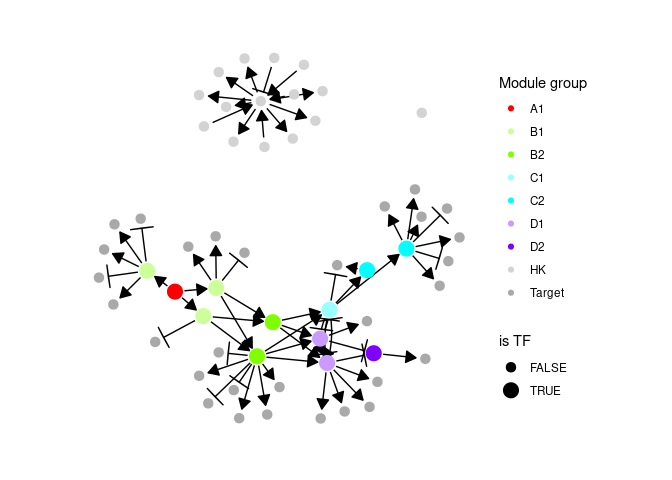 Module group
A1
B1
B2
C1
C2
D1
D2
HK
Target
is TF
FALSE
TRUE